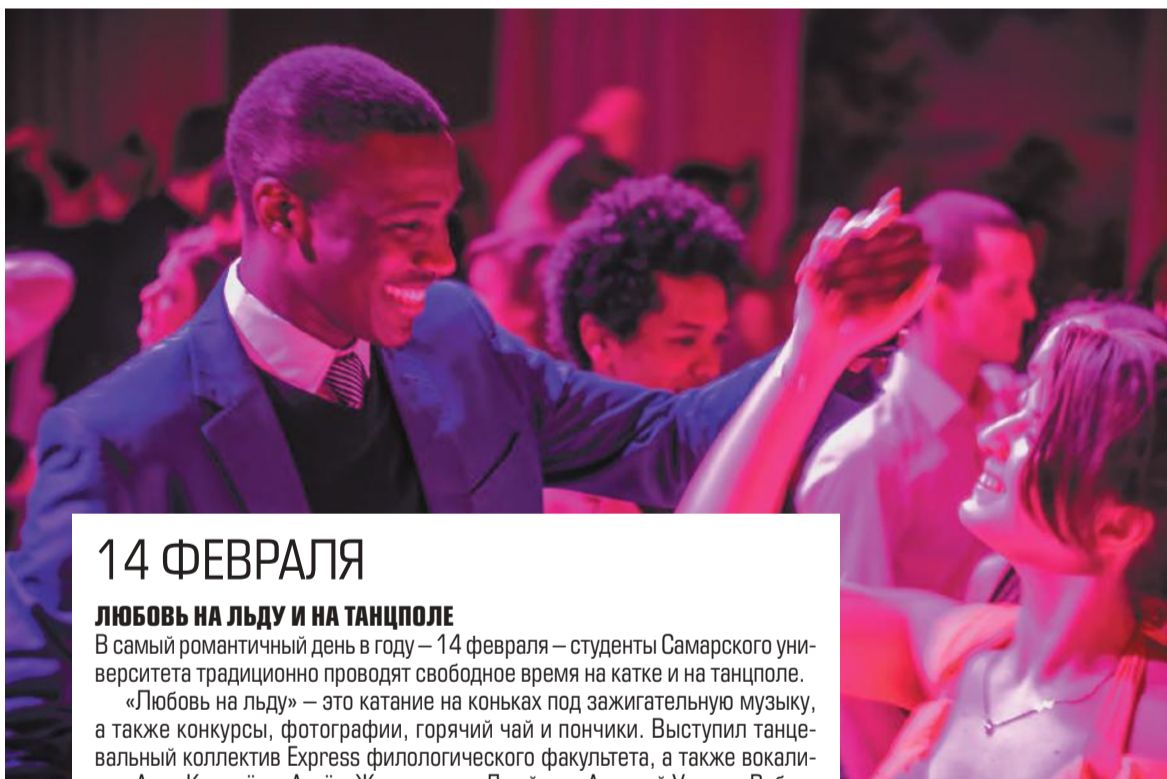 14 ФЕВРАЛЯ
ЛЮБОВЬ НА ЛЬДУ И НА ТАНЦПОЛЕ
В самый романтичный день в году – 14 февраля – студенты Самарского уни-
верситета традиционно проводят свободное время на катке и на танцполе.
«Любовь на льду» – это катание на коньках под зажигательную музыку,
а также конкурсы, фотографии, горячий чай и пончики. Выступил танце-
вальный коллектив Express филологического факультета, а также вокали-